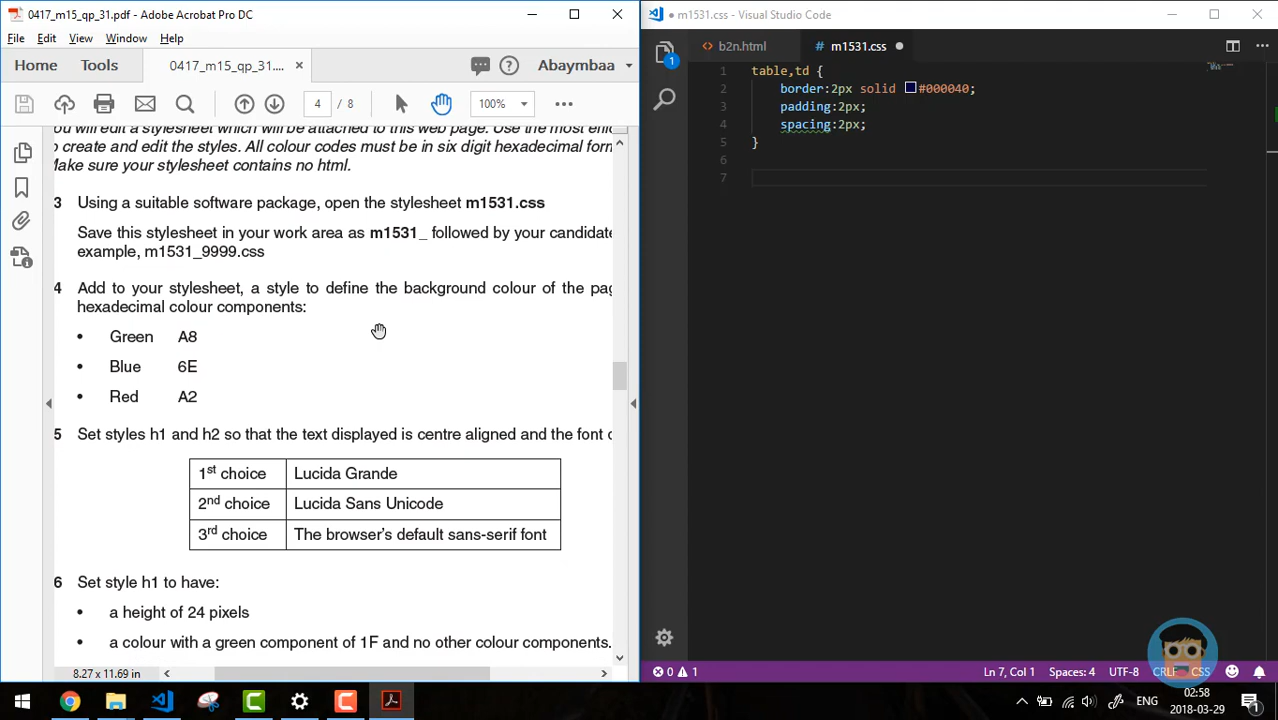 0417_m15_qp_31.pdf - Adobe Acrobat Pro DC
File Edit View Window Help
Home Tools 0417_m15_qp_31.... × ? Abaymbaa
4 / 8 100%
ou will edit a stylesheet which will be attached to this web page. Use the most effic
o create and edit the styles. All colour codes must be in six digit hexadecimal form
Make sure your stylesheet contains no html.
3 Using a suitable software package, open the stylesheet m1531.css
Save this stylesheet in your work area as m1531_ followed by your candidate
example, m1531_9999.css
4 Add to your stylesheet, a style to define the background colour of the pag
hexadecimal colour components:
• Green A8
• Blue 6E
• Red A2
5 Set styles h1 and h2 so that the text displayed is centre aligned and the font
1st choice Lucida Grande
2nd choice Lucida Sans Unicode
3rd choice The browser's default sans-serif font
6 Set style h1 to have:
• a height of 24 pixels
• a colour with a green component of 1F and no other colour components.
8.27 x 11.69 in
● m1531.css - Visual Studio Code
1 <> b2n.html # m1531.css ●
1 table,td {
2 border:2px solid #000040;
3 padding:2px;
4 spacing:2px;
5 }
6
7
0 1 Ln 7, Col 1 Spaces: 4 UTF-8 CRLF CSS
ENG 02:58
2018-03-29 1